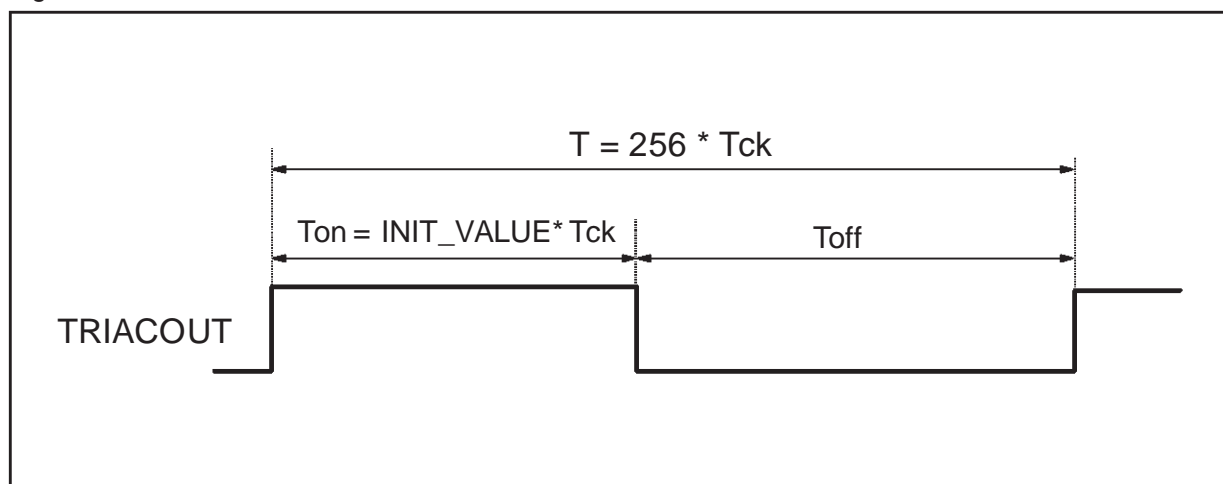 T = 256 * Tck
Ton = INIT_VALUE* Tck
Toff
TRIACOUT